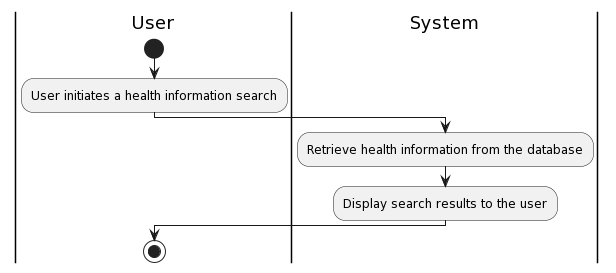 User
System
User initiates a health information search
Retrieve health information from the database
Display search results to the user